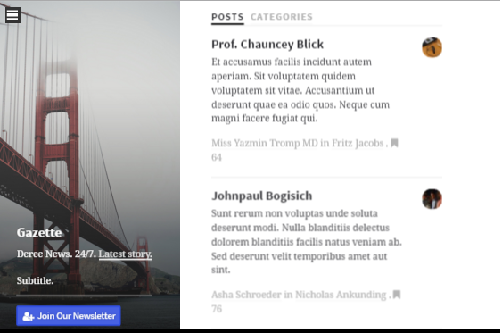 POSTS CATEGORIES
Prof. Chauncey Blick
Et accusamus facilis incidunt autem
aperiam. Sit voluptatem quidem
voluptatem sit vitae. Accusantium ut
deserunt quae ea odio quos. Neque cum
magni facere fugiat qui.
Miss Yazmin Tromp MD in Fritz Jacobs .
64
Johnpaul Bogisich
Sunt rerum non voluptas unde soluta
deserunt modi. Nulla blanditiis delectus
dolorem blanditiis facilis natus veniam ab.
Sed deserunt velit temporibus amet aut
sint.
Asha Schroeder in Nicholas Ankunding .
76
Gazette
Derce News. 24/7. Latest story.
Subtitle.
Join Our Newsletter